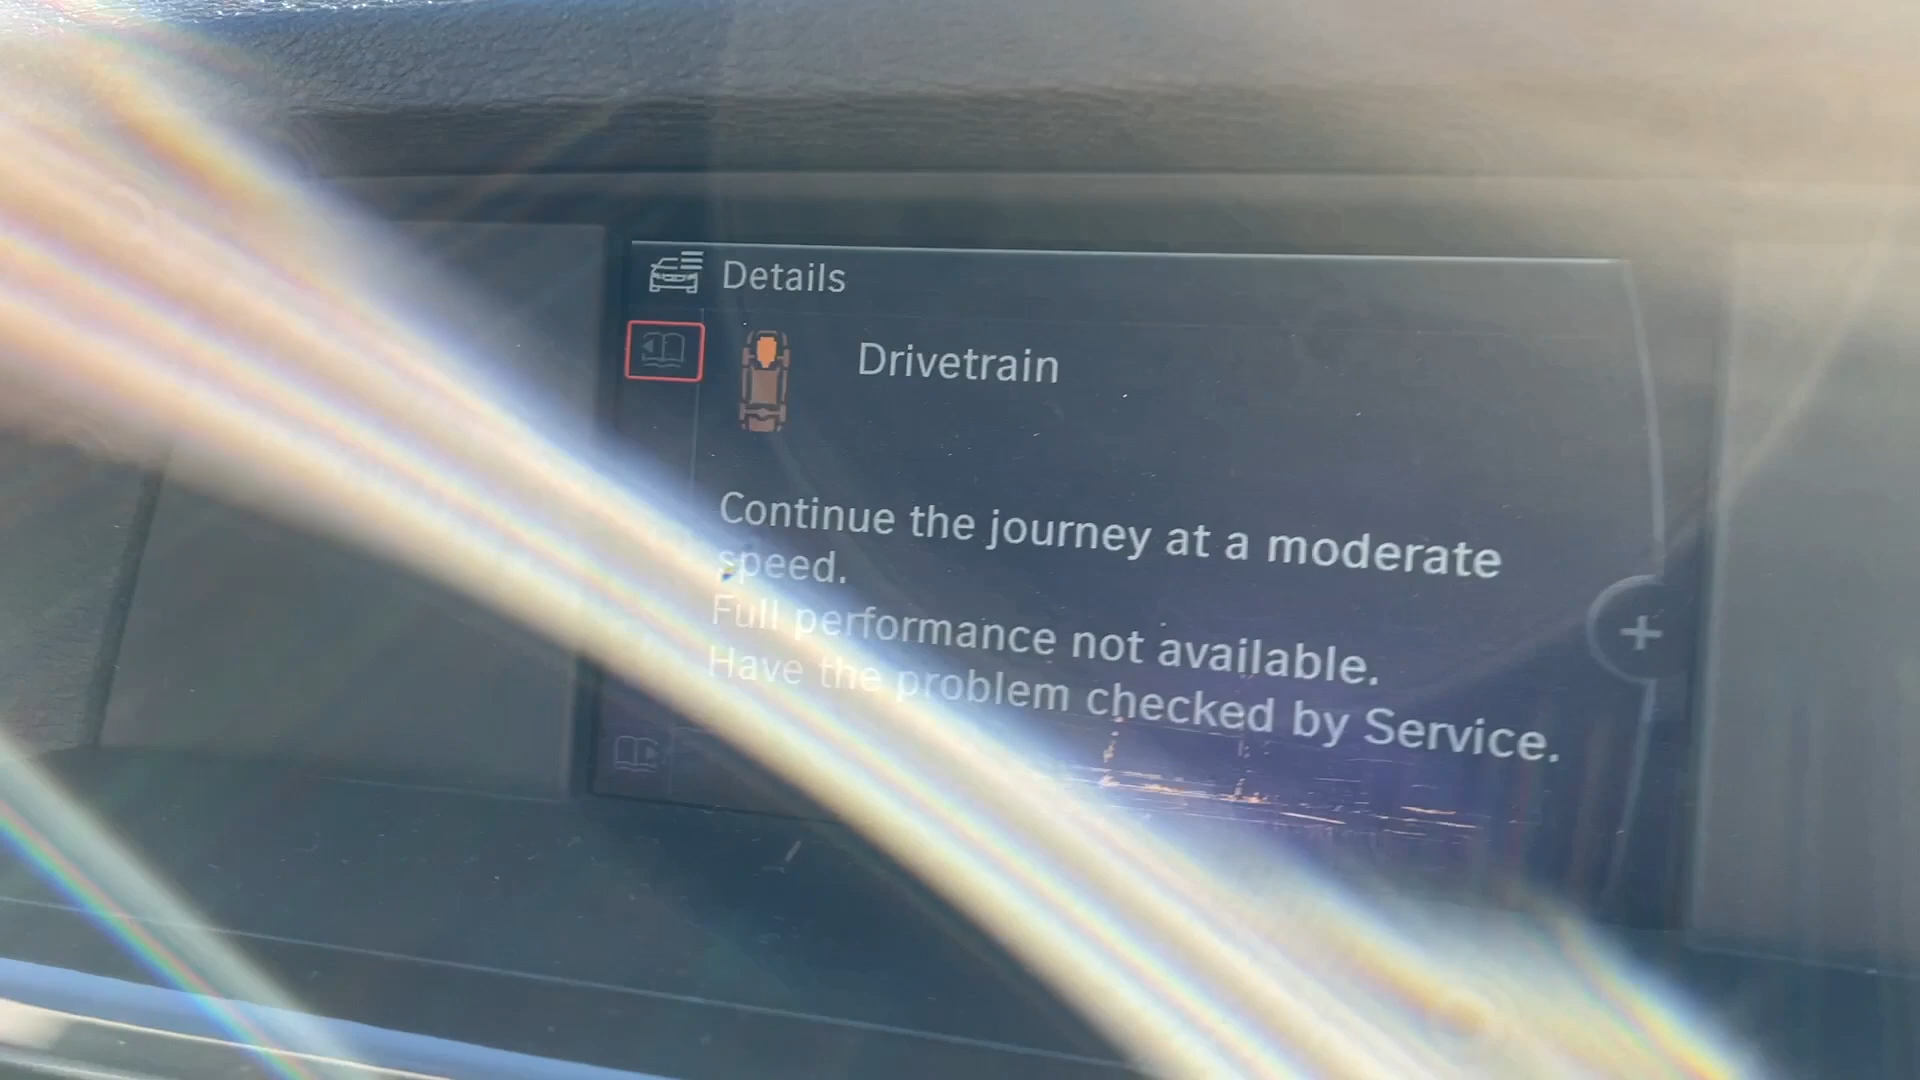 Details
Drivetrain
Continue the journey at a moderate
speed.
Full performance not available.
Have the problem checked by Service.